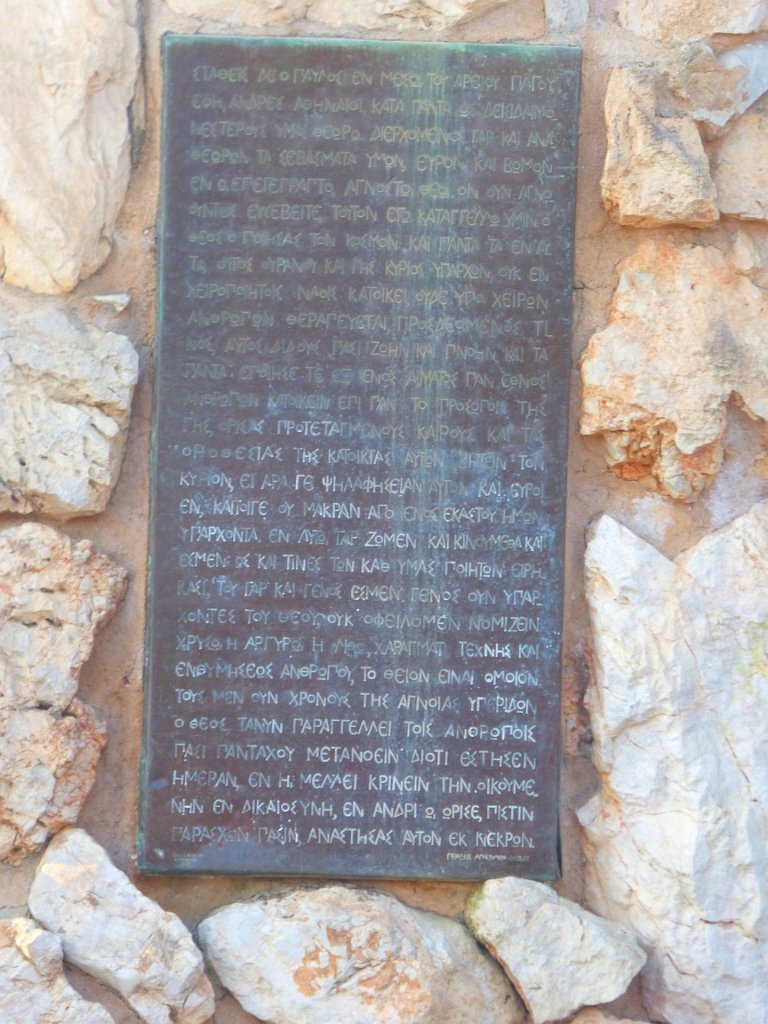 ΣΤΑΘΕΙΣ ΔΕ Ο ΠΑΥΛΟΣ ΕΝ ΜΕΣΩ ΤΟΥ ΑΡΕΙΟΥ ΠΑΓΟΥ
ΕΦΗ, ΑΝΔΡΕΣ ΑΘΗΝΑΙΟΙ, ΚΑΤΑ ΠΑΝΤΑ ΩΣ ΔΕΙΣΙΔΑΙΜΟ
ΝΕΣΤΕΡΟΥΣ ΥΜΑΣ ΘΕΩΡΩ. ΔΙΕΡΧΟΜΕΝΟΣ ΓΑΡ ΚΑΙ ΑΝΑ
ΘΕΩΡΩΝ ΤΑ ΣΕΒΑΣΜΑΤΑ ΥΜΩΝ, ΕΥΡΟΝ ΚΑΙ ΒΩΜΟΝ
ΕΝ Ω ΕΠΕΓΕΓΡΑΠΤΟ, ΑΓΝΩΣΤΩ ΘΕΩ. ΟΝ ΟΥΝ ΑΓΝΟ
ΟΥΝΤΕΣ ΕΥΣΕΒΕΙΤΕ, ΤΟΥΤΟΝ ΕΓΩ ΚΑΤΑΓΓΕΛΛΩ ΥΜΙΝ. Ο
ΘΕΟΣ Ο ΠΟΙΗΣΑΣ ΤΟΝ ΚΟΣΜΟΝ ΚΑΙ ΠΑΝΤΑ ΤΑ ΕΝ ΑΥ
ΤΩ, ΟΥΤΟΣ ΟΥΡΑΝΟΥ ΚΑΙ ΓΗΣ ΚΥΡΙΟΣ ΥΠΑΡΧΩΝ, ΟΥΚ ΕΝ
ΧΕΙΡΟΠΟΙΗΤΟΙΣ ΝΑΟΙΣ ΚΑΤΟΙΚΕΙ, ΟΥΔΕ ΥΠΟ ΧΕΙΡΩΝ
ΑΝΘΡΩΠΩΝ ΘΕΡΑΠΕΥΕΤΑΙ ΠΡΟΣΔΕΟΜΕΝΟΣ ΤΙ
ΝΟΣ, ΑΥΤΟΣ ΔΙΔΟΥΣ ΠΑΣΙ ΖΩΗΝ ΚΑΙ ΠΝΟΗΝ ΚΑΙ ΤΑ
ΠΑΝΤΑ· ΕΠΟΙΗΣΕ ΤΕ ΕΞ ΕΝΟΣ ΑΙΜΑΤΟΣ ΠΑΝ ΕΘΝΟΣ
ΑΝΘΡΩΠΩΝ ΚΑΤΟΙΚΕΙΝ ΕΠΙ ΠΑΝ ΤΟ ΠΡΟΣΩΠΟΝ ΤΗΣ
ΓΗΣ, ΟΡΙΣΑΣ ΠΡΟΤΕΤΑΓΜΕΝΟΥΣ ΚΑΙΡΟΥΣ ΚΑΙ ΤΑΣ
ΟΡΟΘΕΣΙΑΣ ΤΗΣ ΚΑΤΟΙΚΙΑΣ ΑΥΤΩΝ ΖΗΤΕΙΝ ΤΟΝ
ΚΥΡΙΟΝ, ΕΙ ΑΡΑ ΓΕ ΨΗΛΑΦΗΣΕΙΑΝ ΑΥΤΟΝ ΚΑΙ ΕΥΡΟΙ
ΕΝ, ΚΑΙΤΟΙΓΕ ΟΥ ΜΑΚΡΑΝ ΑΠΟ ΕΝΟΣ ΕΚΑΣΤΟΥ ΗΜΩΝ
ΥΠΑΡΧΟΝΤΑ. ΕΝ ΑΥΤΩ ΓΑΡ ΖΩΜΕΝ ΚΑΙ ΚΙΝΟΥΜΕΘΑ ΚΑΙ
ΕΣΜΕΝ ΩΣ ΚΑΙ ΤΙΝΕΣ ΤΩΝ ΚΑΘ ΥΜΑΣ ΠΟΙΗΤΩΝ ΕΙΡΗ
ΚΑΣΙ, ΤΟΥ ΓΑΡ ΚΑΙ ΓΕΝΟΣ ΕΣΜΕΝ. ΓΕΝΟΣ ΟΥΝ ΥΠΑΡ
ΧΟΝΤΕΣ ΤΟΥ ΘΕΟΥ, ΟΥΚ ΟΦΕΙΛΟΜΕΝ ΝΟΜΙΖΕΙΝ
ΧΡΥΣΩ Η ΑΡΓΥΡΩ Η ΛΙΘΩ, ΧΑΡΑΓΜΑΤΙ ΤΕΧΝΗΣ ΚΑΙ
ΕΝΘΥΜΗΣΕΩΣ ΑΝΘΡΩΠΟΥ, ΤΟ ΘΕΙΟΝ ΕΙΝΑΙ ΟΜΟΙΟΝ.
ΤΟΥΣ ΜΕΝ ΟΥΝ ΧΡΟΝΟΥΣ ΤΗΣ ΑΓΝΟΙΑΣ ΥΠΕΡΙΔΩΝ
Ο ΘΕΟΣ ΤΑΝΥΝ ΠΑΡΑΓΓΕΛΛΕΙ ΤΟΙΣ ΑΝΘΡΩΠΟΙΣ
ΠΑΣΙ ΠΑΝΤΑΧΟΥ ΜΕΤΑΝΟΕΙΝ ΔΙΟΤΙ ΕΣΤΗΣΕΝ
ΗΜΕΡΑΝ, ΕΝ Η ΜΕΛΛΕΙ ΚΡΙΝΕΙΝ ΤΗΝ ΟΙΚΟΥΜΕ
ΝΗΝ ΕΝ ΔΙΚΑΙΟΣΥΝΗ, ΕΝ ΑΝΔΡΙ Ω ΩΡΙΣΕ, ΠΙΣΤΙΝ
ΠΑΡΑΣΧΩΝ ΠΑΣΙΝ, ΑΝΑΣΤΗΣΑΣ ΑΥΤΟΝ ΕΚ ΝΕΚΡΩΝ.
ΠΡΑΞΕΙΣ ΑΠΟΣΤΟΛΩΝ